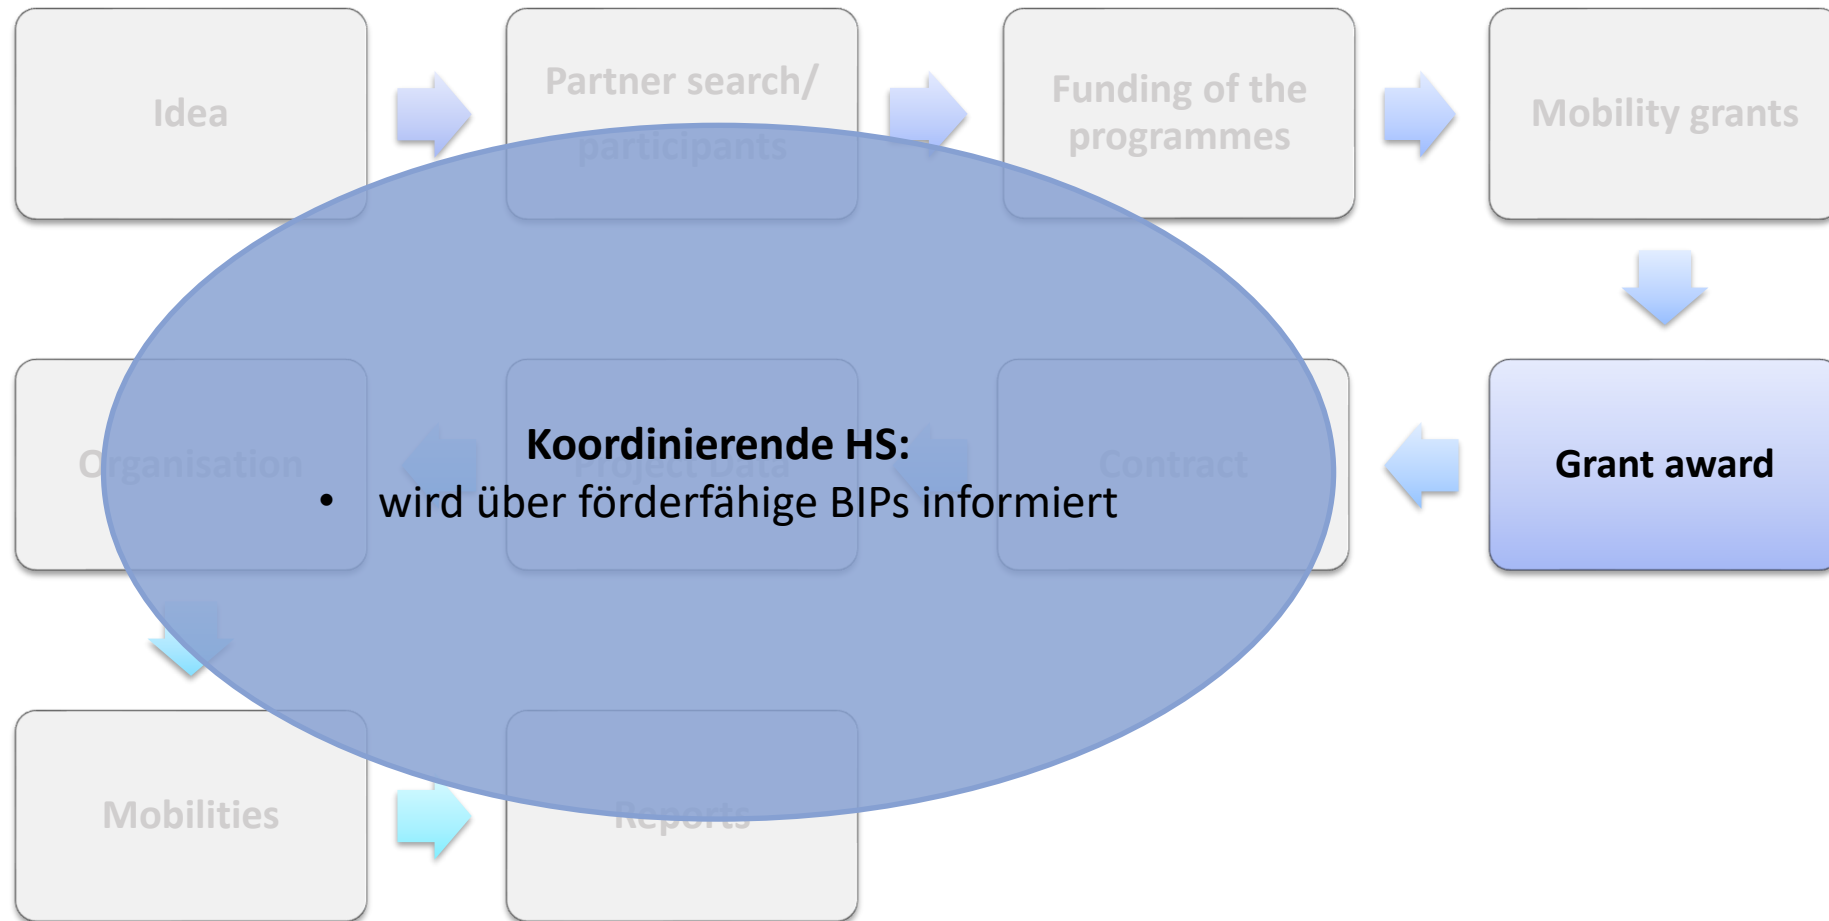 Idea
Partner search/
participants
Funding of the
programmes
Mobility grants
Organisation
Project Data
Contract
Grant award
Koordinierende HS:
• wird über förderfähige BIPs informiert
Mobilities
Reports